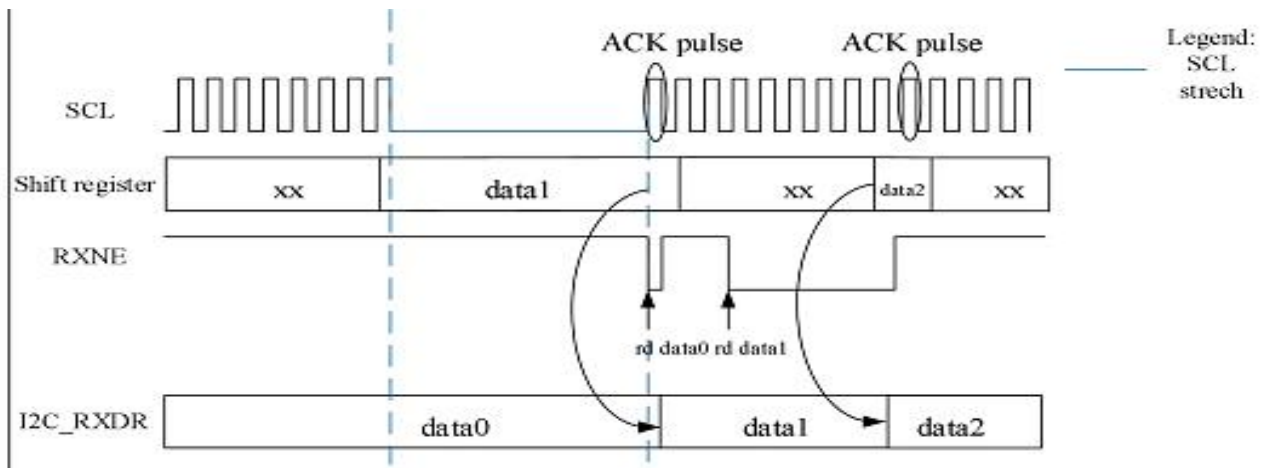 ACK pulse ACK pulse
Legend:
SCL
strech
SCL
Shift register xx data1 xx data2 xx
RXNE
rd data0 rd data1
I2C_RXDR data0 data1 data2